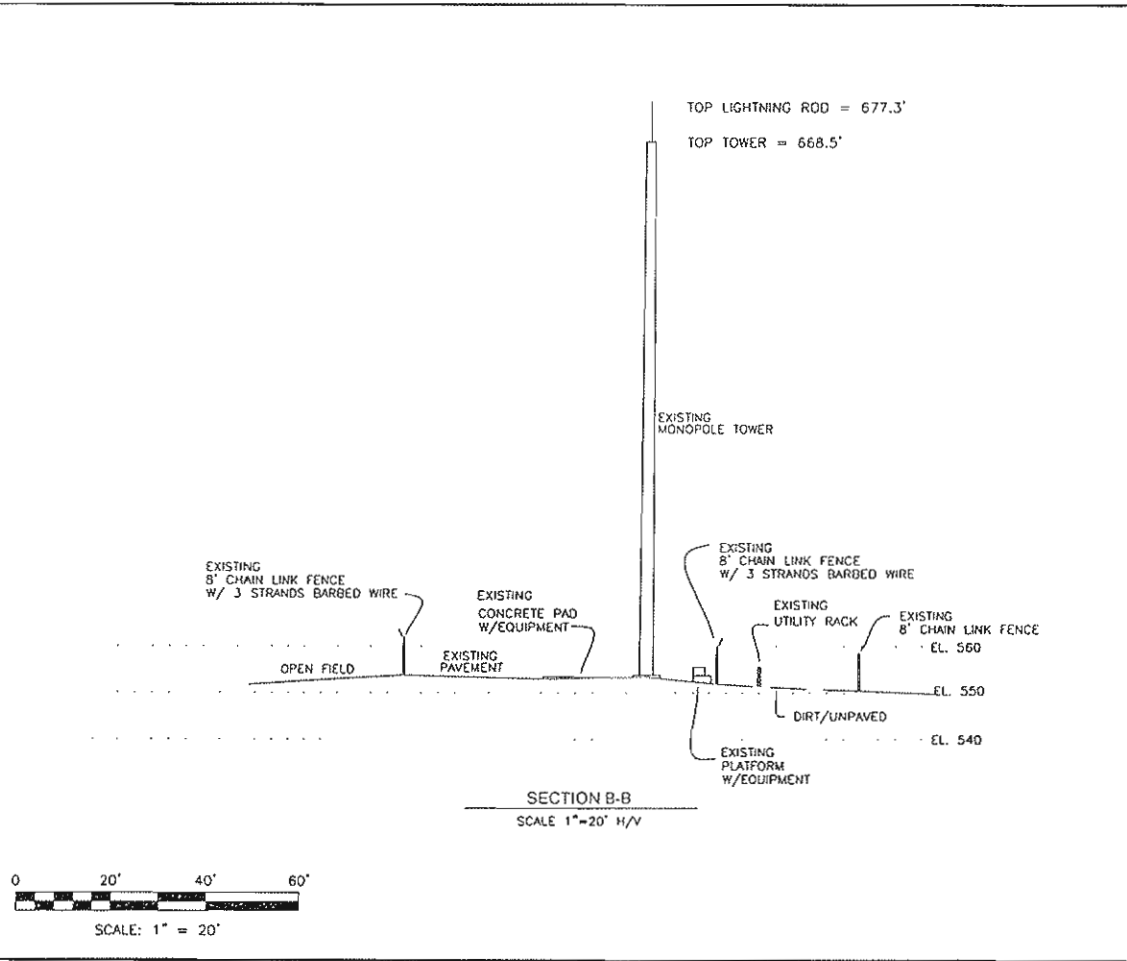 TOP LIGHTNING ROD = 677.3'
TOP TOWER = 668.5'
EXISTING
MONOPOLE TOWER
EXISTING
8' CHAIN LINK FENCE
W/ 3 STRANDS BARBED WIRE
EXISTING
CONCRETE PAD
W/EQUIPMENT
EXISTING
8' CHAIN LINK FENCE
W/ 3 STRANDS BARBED WIRE
EXISTING
UTILITY RACK
EXISTING
8' CHAIN LINK FENCE
EL. 560
OPEN FIELD
EXISTING
PAVEMENT
EL. 550
DIRT/UNPAVED
EL. 540
EXISTING
PLATFORM
W/EQUIPMENT
SECTION B-B
SCALE 1"=20' H/V
0 20' 40' 60'
SCALE: 1" = 20'